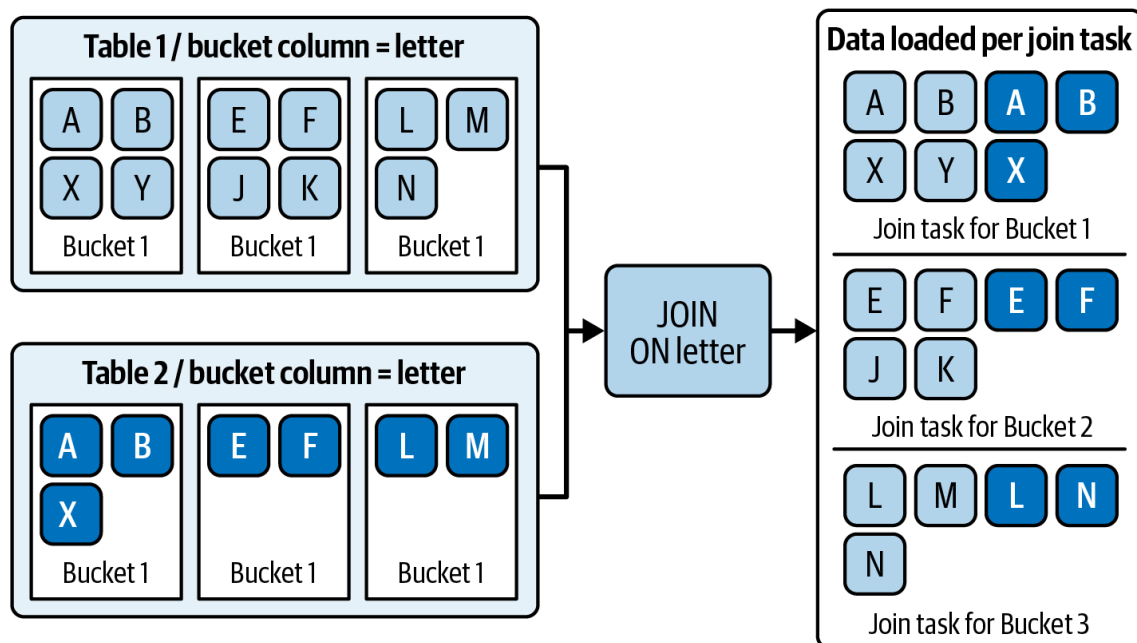 Table 1 / bucket column = letter
A B
X Y
Bucket 1
E F
J K
Bucket 1
L M
N
Bucket 1
Table 2 / bucket column = letter
A B
X
Bucket 1
E F
Bucket 1
L M
Bucket 1
JOIN
ON letter
Data loaded per join task
A B A B
X Y X
Join task for Bucket 1
E F E F
J K
Join task for Bucket 2
L M L N
N
Join task for Bucket 3